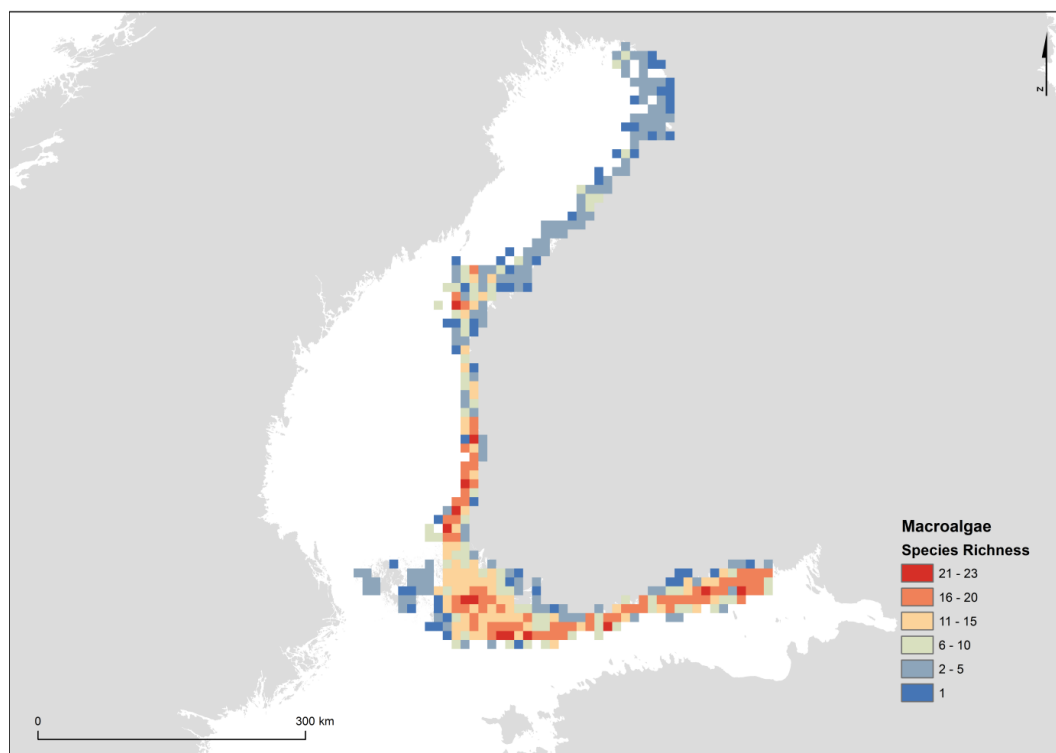 N
Macroalgae
Species Richness
21 - 23
16 - 20
11 - 15
6 - 10
2 - 5
1
0 300 km